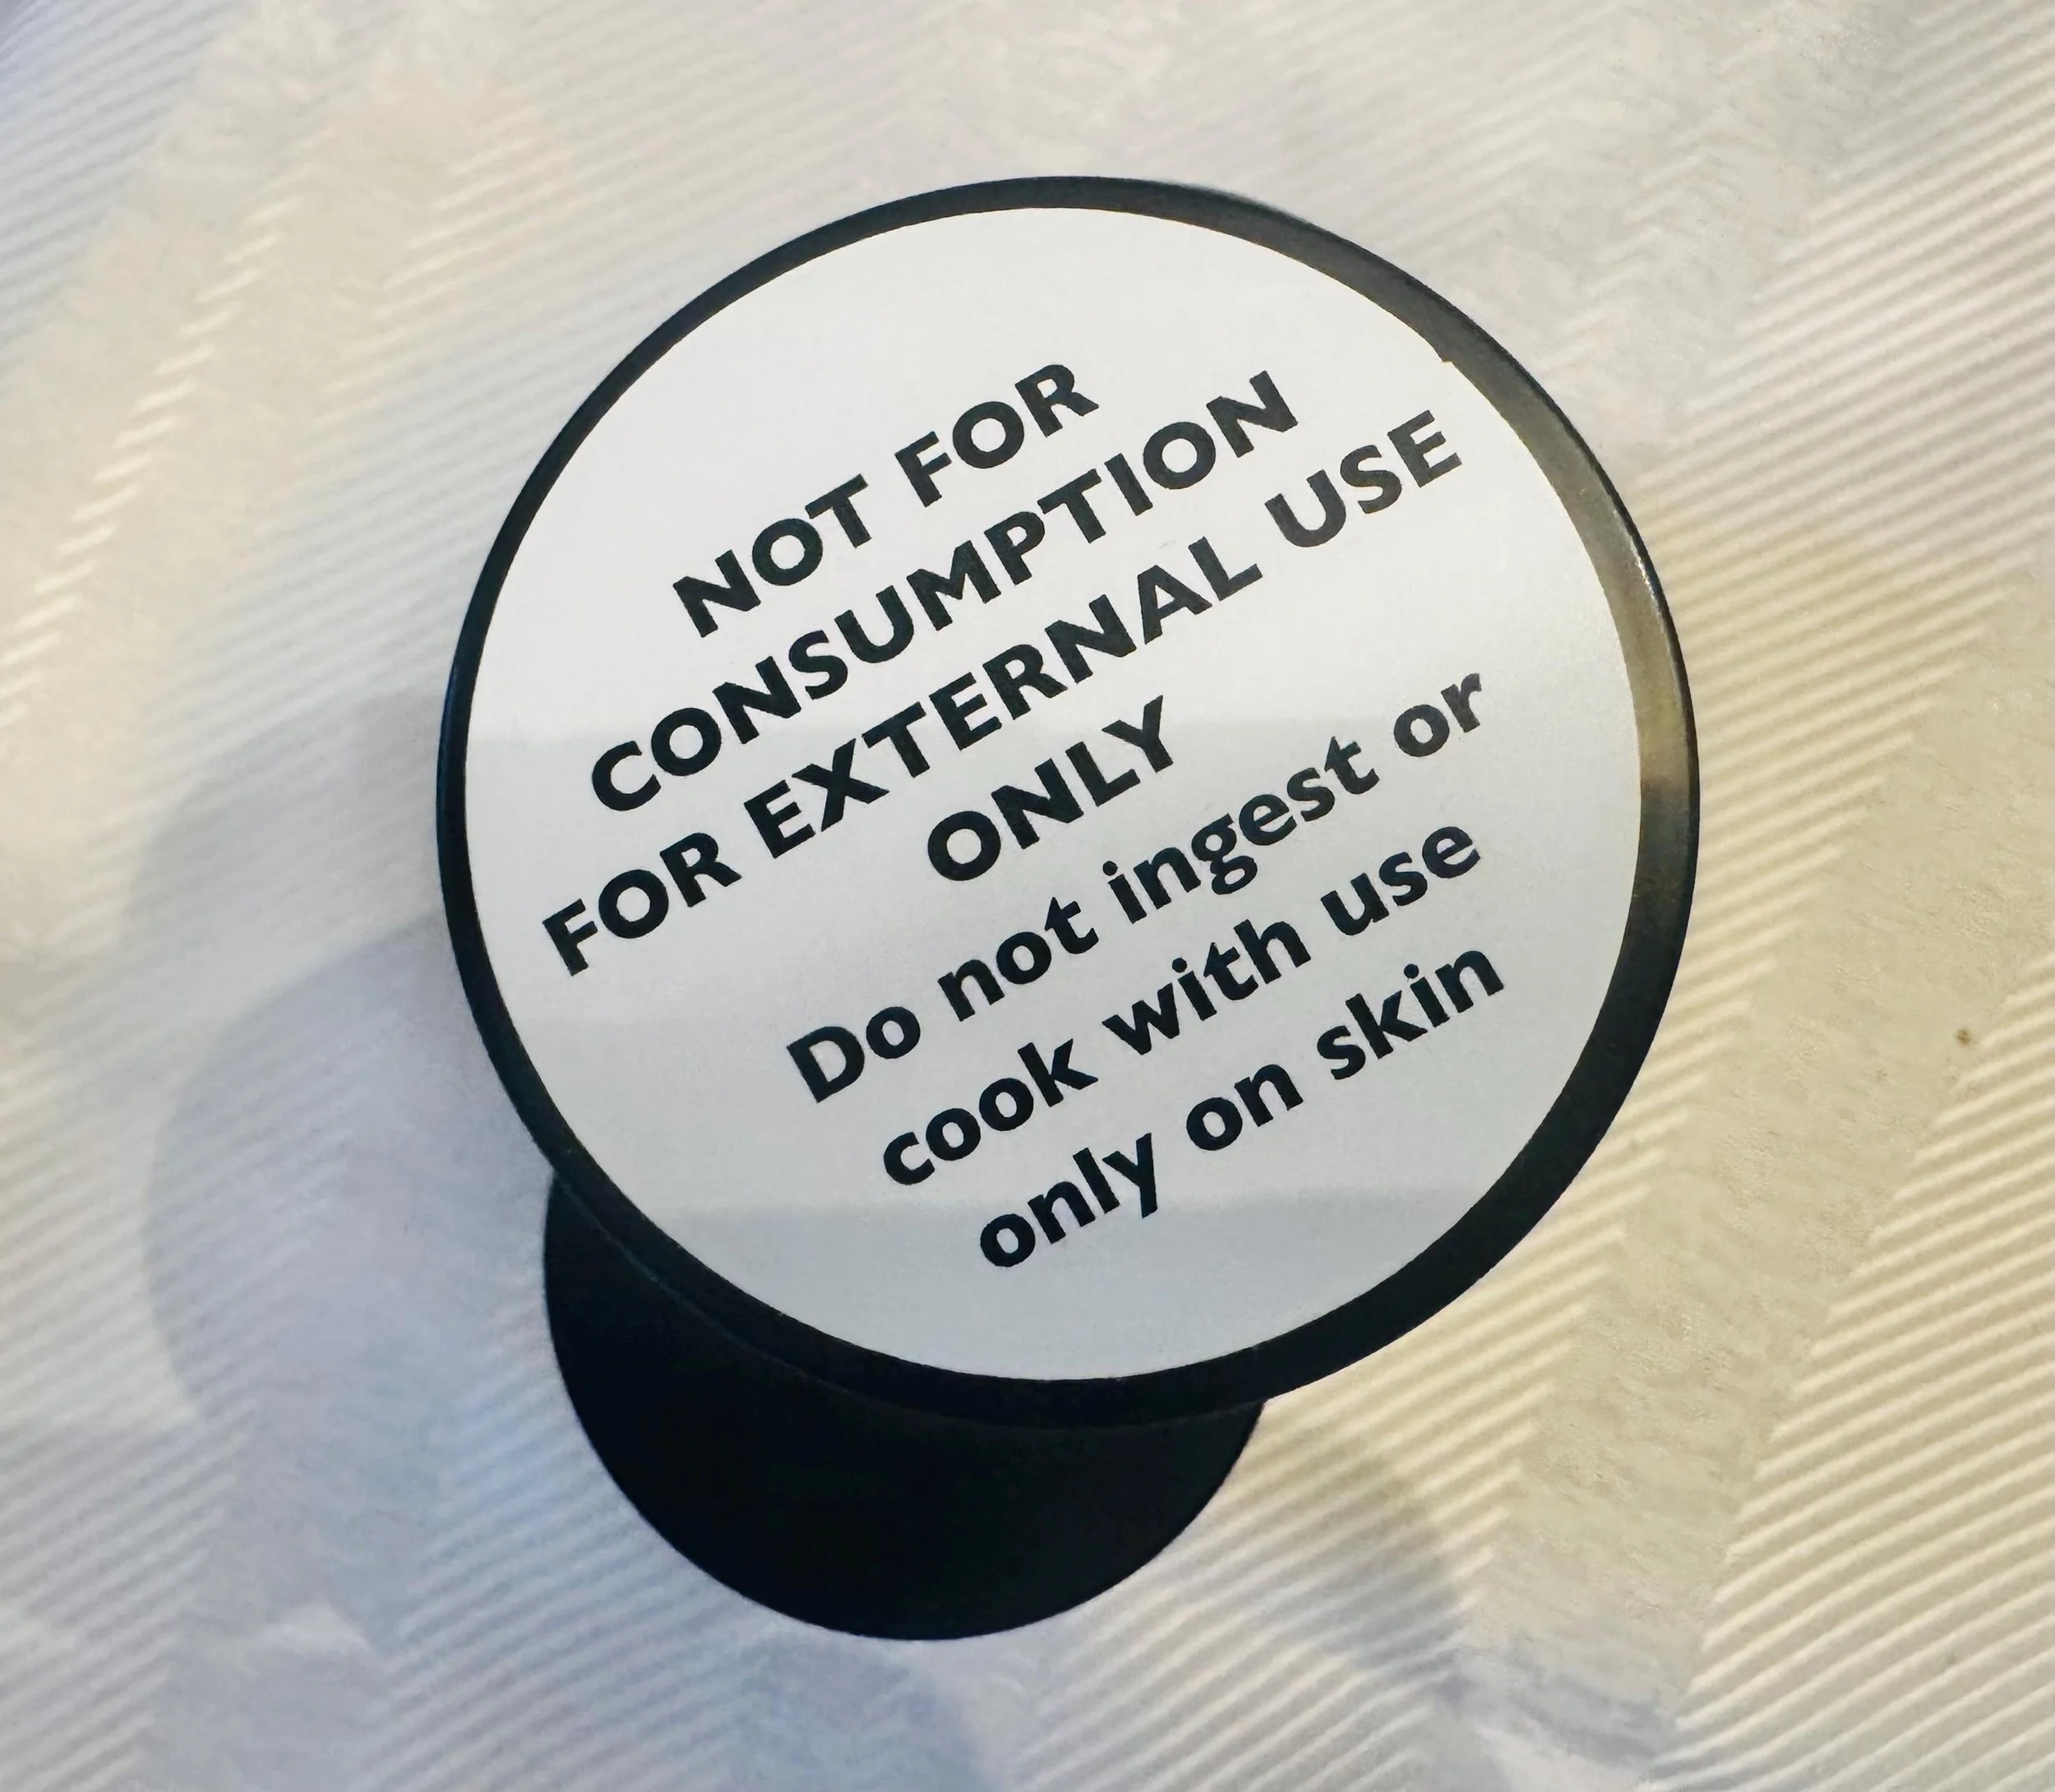 NOT FOR
CONSUMPTION
FOR EXTERNAL USE
ONLY
Do not ingest or
cook with use
only on skin